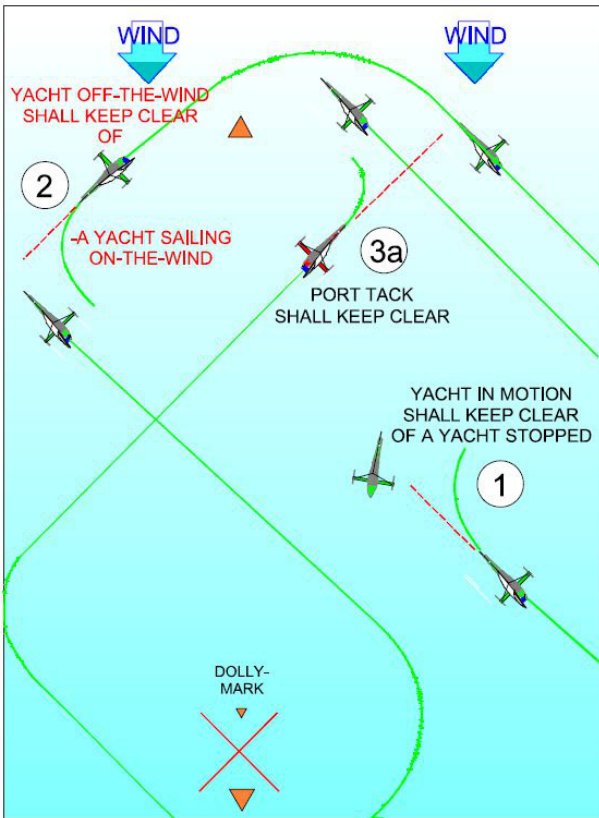 WIND
WIND
YACHT OFF-THE-WIND
SHALL KEEP CLEAR
OF
2
-A YACHT SAILING
ON-THE-WIND
3a
PORT TACK
SHALL KEEP CLEAR
YACHT IN MOTION
SHALL KEEP CLEAR
OF A YACHT STOPPED
1
DOLLY-
MARK